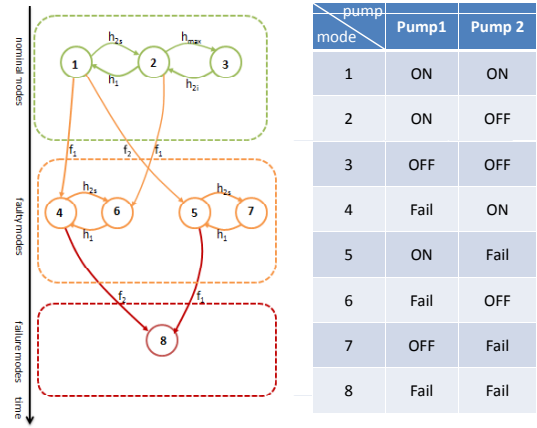 nominal modes
h2s
hmax
1
2
3
h1
h2i
f1
f2
f1
faulty modes
h2s
h2s
4
6
5
7
h1
h1
f2
f1
failure modes
8
time
pump
mode
Pump1
Pump 2
1 ON ON
2 ON OFF
3 OFF OFF
4 Fail ON
5 ON Fail
6 Fail OFF
7 OFF Fail
8 Fail Fail